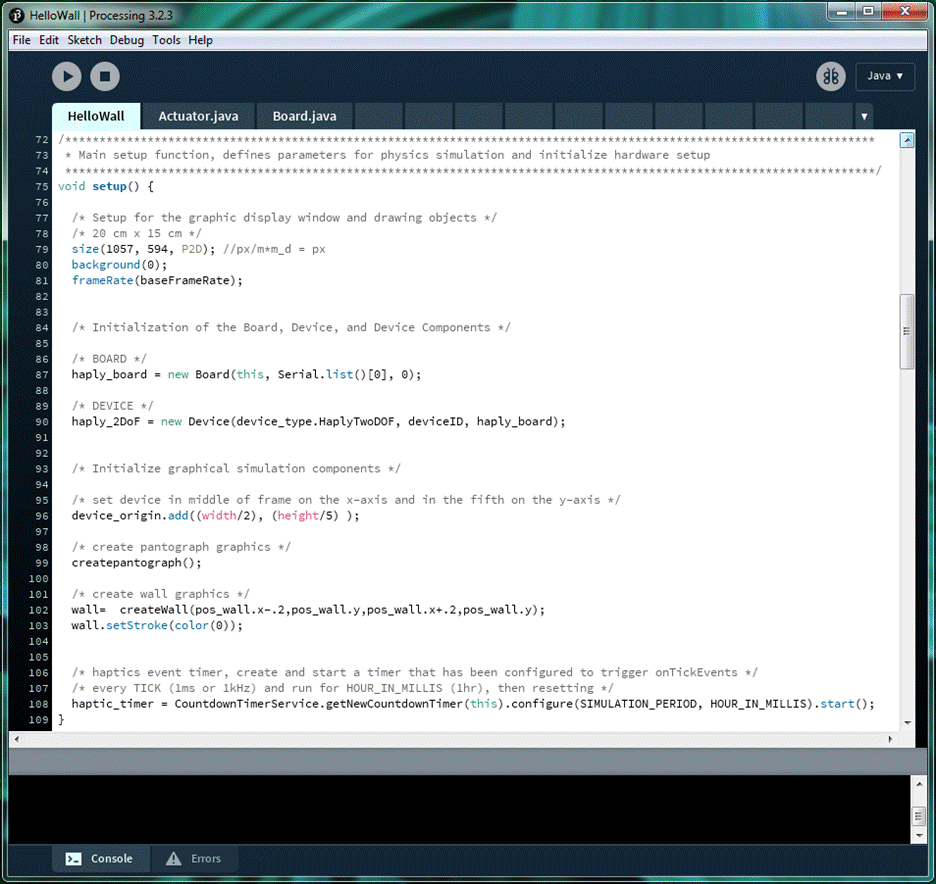 HelloWall | Processing 3.2.3
File Edit Sketch Debug Tools Help
Java ▼
HelloWall Actuator.java Board.java ▼
72 /**********************************************************************************************************************
73 * Main setup function, defines parameters for physics simulation and initialize hardware setup
74 **********************************************************************************************************************/
75 void setup() {
76
77 /* Setup for the graphic display window and drawing objects */
78 /* 20 cm x 15 cm */
79 size(1057, 594, P2D); //px/m*m_d = px
80 background(0);
81 frameRate(baseFrameRate);
82
83
84 /* Initialization of the Board, Device, and Device Components */
85
86 /* BOARD */
87 haply_board = new Board(this, Serial.list()[0], 0);
88
89 /* DEVICE */
90 haply_2DoF = new Device(device_type.HaplyTwoDOF, deviceID, haply_board);
91
92
93 /* Initialize graphical simulation components */
94
95 /* set device in middle of frame on the x-axis and in the fifth on the y-axis */
96 device_origin.add((width/2), (height/5) );
97
98 /* create pantograph graphics */
99 createpantograph();
100
101 /* create wall graphics */
102 wall= createWall(pos_wall.x-.2,pos_wall.y,pos_wall.x+.2,pos_wall.y);
103 wall.setStroke(color(0));
104
105
106 /* haptics event timer, create and start a timer that has been configured to trigger onTickEvents */
107 /* every TICK (1ms or 1kHz) and run for HOUR_IN_MILLIS (1hr), then resetting */
108 haptic_timer = CountdownTimerService.getNewCountdownTimer(this).configure(SIMULATION_PERIOD, HOUR_IN_MILLIS).start();
109 }
Console Errors